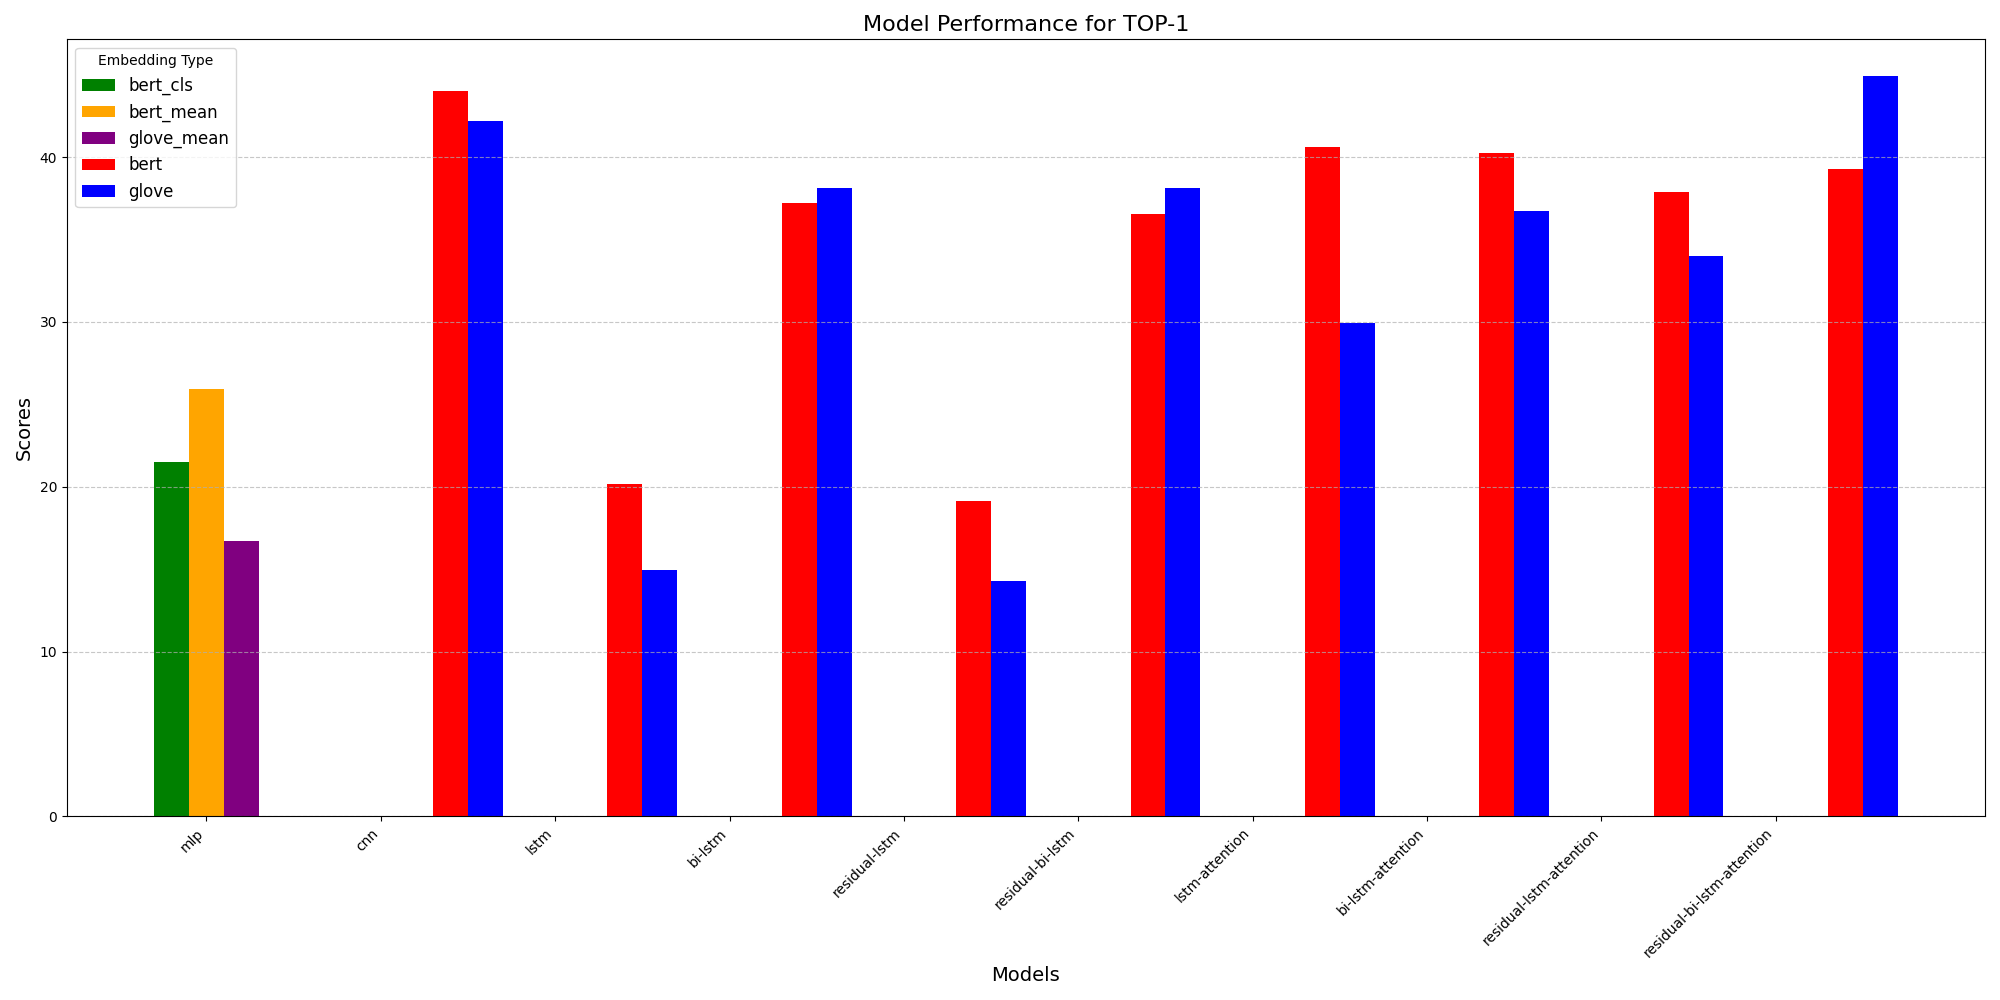 Model Performance for TOP-1
Embedding Type
bert_cls
bert_mean
glove_mean
bert
glove
Scores
40
30
20
10
0
mlp
cnn
lstm
bi-lstm
residual-lstm
residual-bi-lstm
lstm-attention
bi-lstm-attention
residual-lstm-attention
residual-bi-lstm-attention
Models